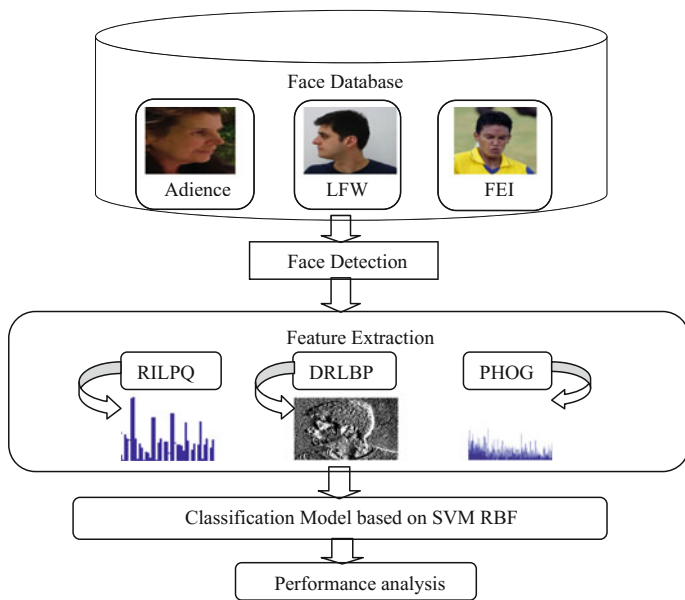 Face Database
Adience
LFW
FEI
Face Detection
Feature Extraction
RILPQ
DRLBP
PHOG
Classification Model based on SVM RBF
Performance analysis